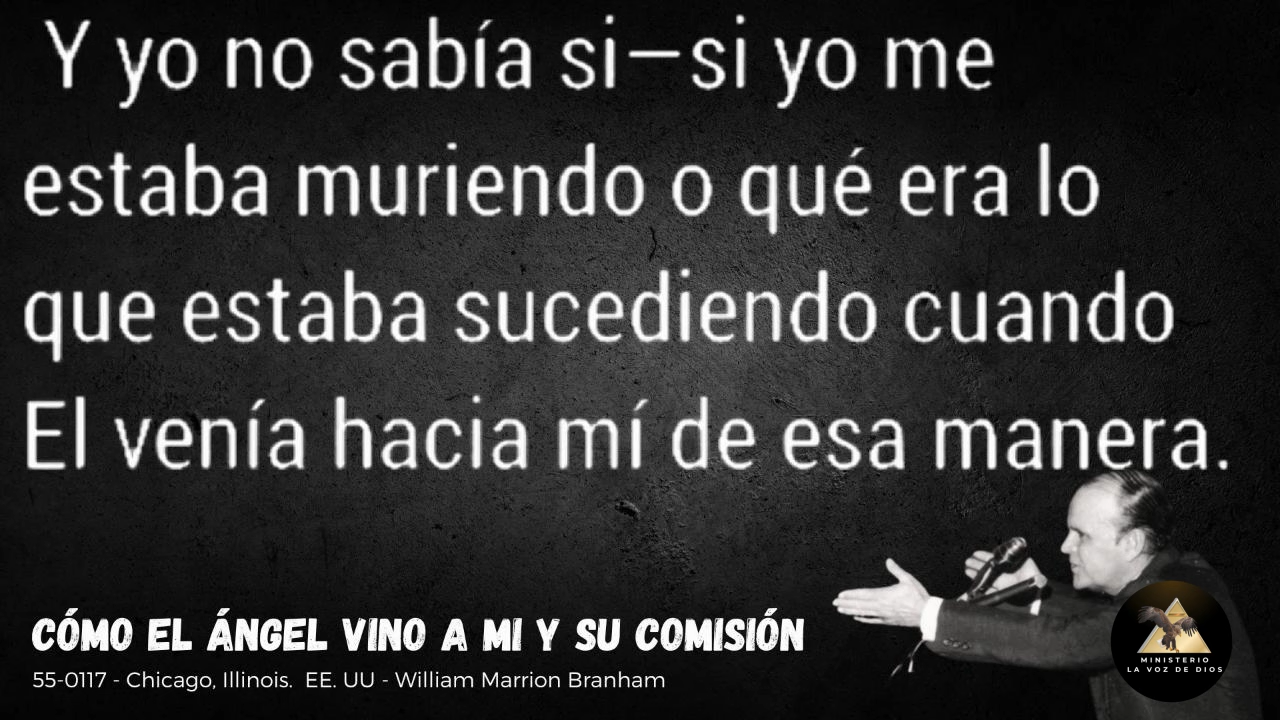 Y yo no sabía si—si yo me
estaba muriendo o qué era lo
que estaba sucediendo cuando
El venía hacia mí de esa manera.
CÓMO EL ÁNGEL VINO A MI Y SU COMISIÓN
55-0117 - Chicago, Illinois.  EE. UU - William Marrion Branham
MINISTERIO
LA VOZ DE DIOS